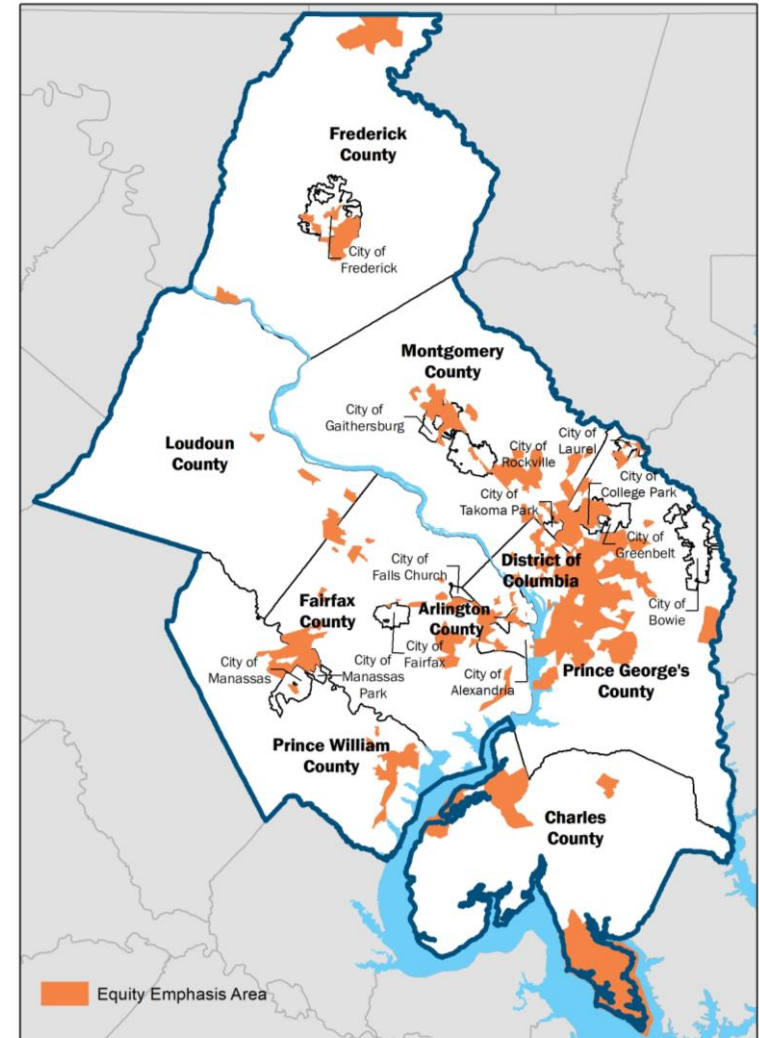 Frederick
County
City of
Frederick
Montgomery
County
City of
Gaithersburg
Loudoun
County
City of
Rockville
City of
Laurel
City of
College Park
City of
Takoma Park
City of
Greenbelt
City of
Falls Church
District of
Columbia
Fairfax
County
Arlington
County
City of
Bowie
City of
Fairfax
City of
Manassas
City of
Manassas
Park
City of
Alexandria
Prince George's
County
Prince William
County
Charles
County
Equity Emphasis Area